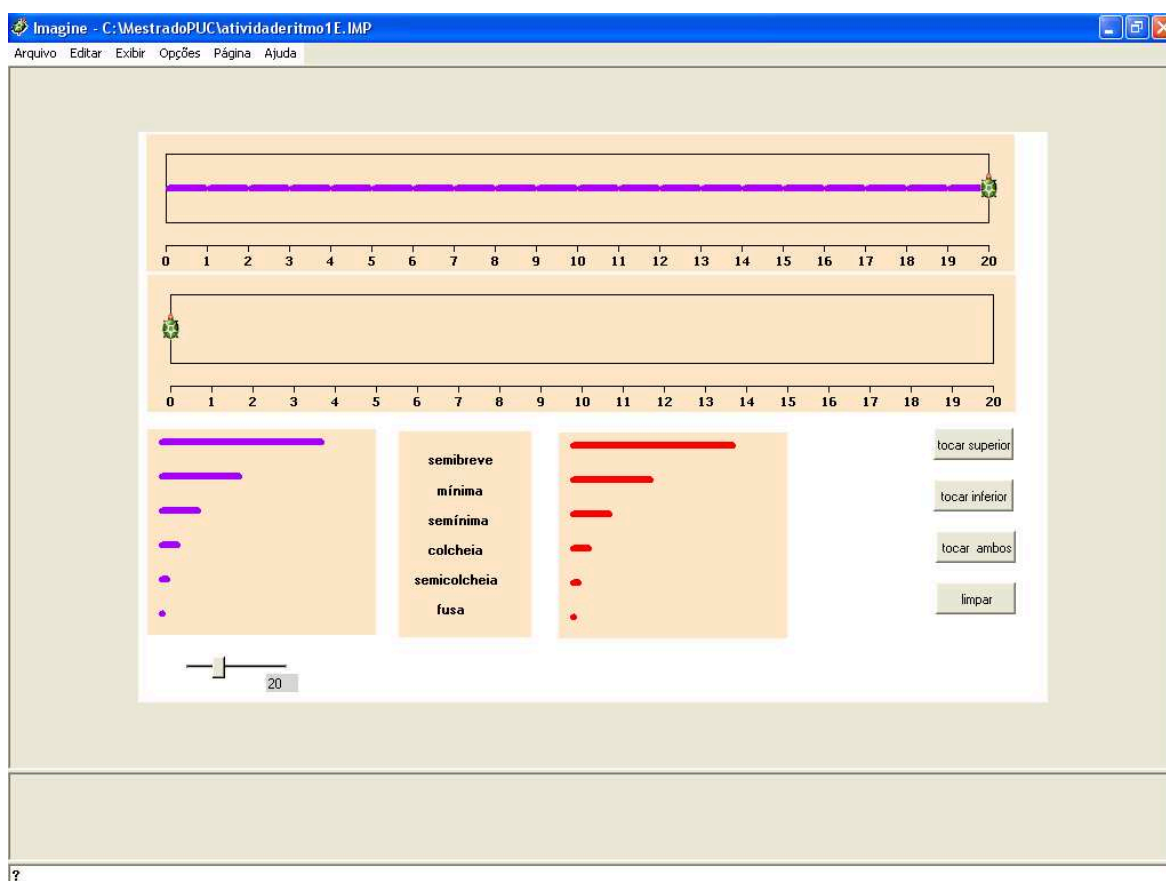 Imagine - C:\MestradoPUC\atividaderitmo1E.IMP
Arquivo Editar Exibir Opções Página Ajuda
0 1 2 3 4 5 6 7 8 9 10 11 12 13 14 15 16 17 18 19 20
0 1 2 3 4 5 6 7 8 9 10 11 12 13 14 15 16 17 18 19 20
semibreve
mínima
semínima
colcheia
semicolcheia
fusa
tocar superior
tocar inferior
tocar ambos
limpar
20
?